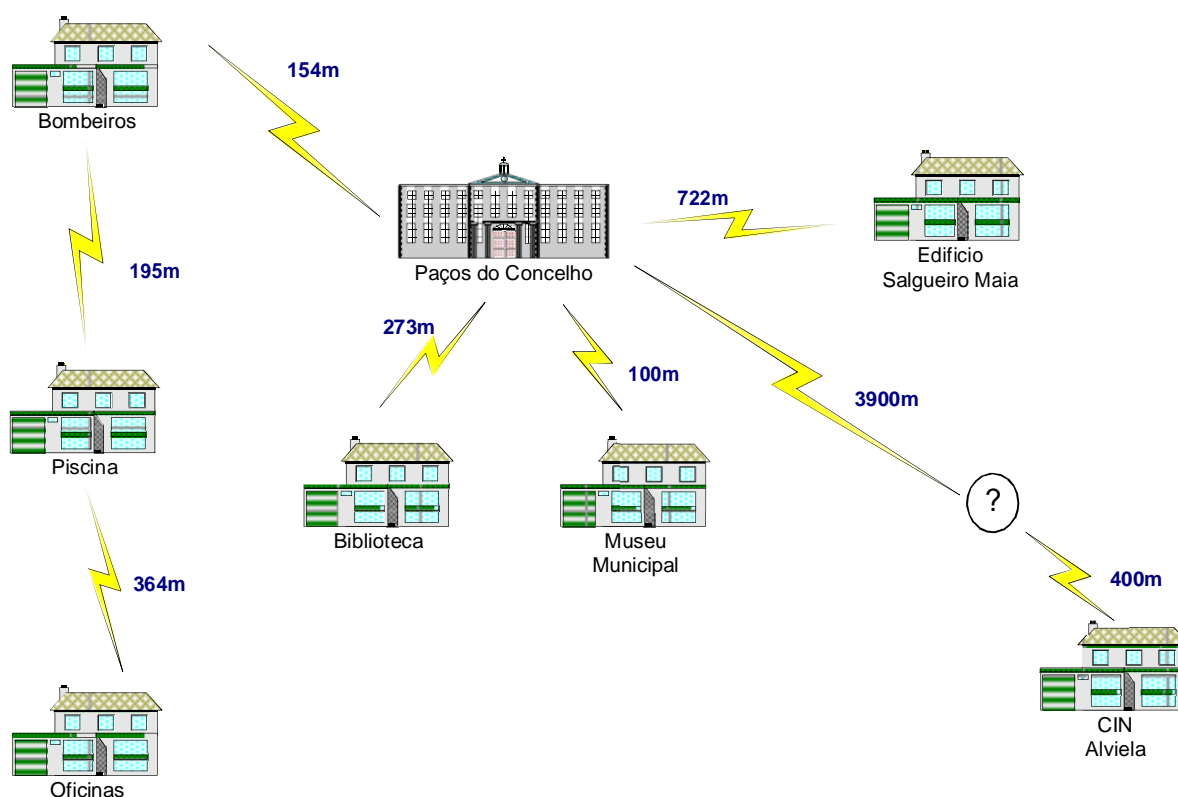 154m
Bombeiros
722m
Edificio
Salgueiro Maia
Paços do Concelho
195m
273m
100m
3900m
Piscina
?
Biblioteca
Museu
Municipal
364m
400m
CIN
Alviela
Oficinas